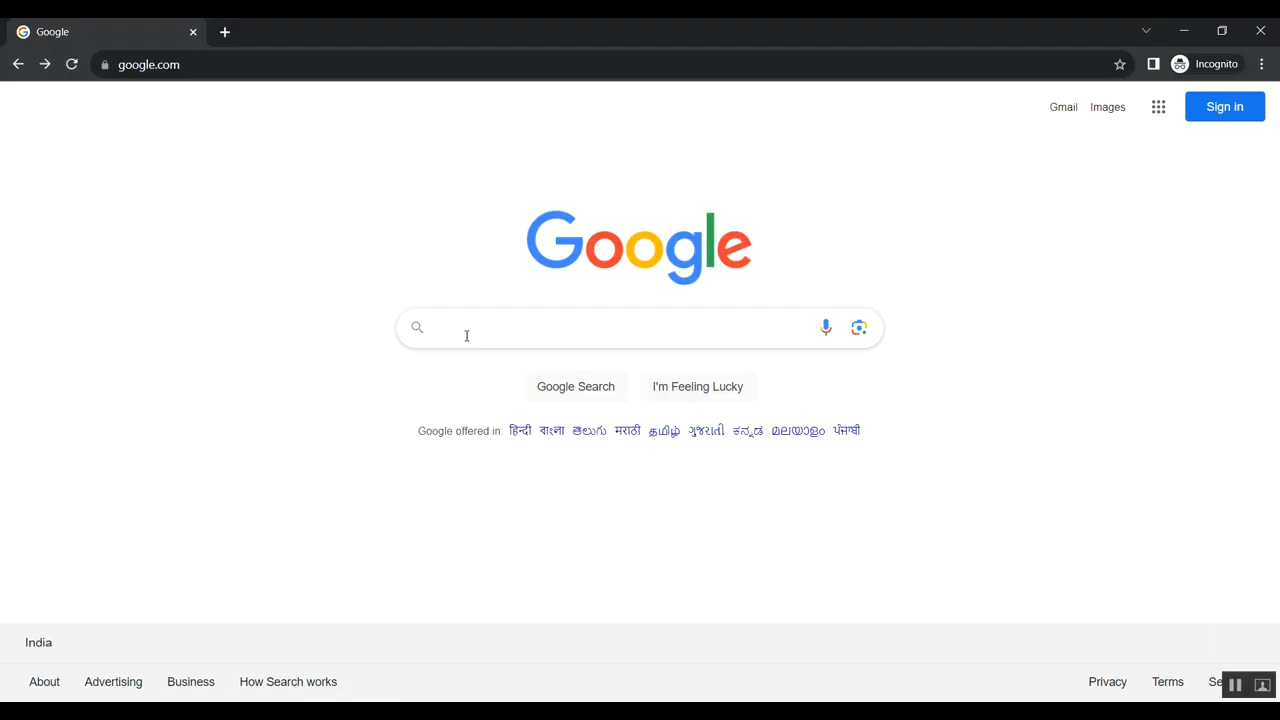 Google
google.com
Incognito
Gmail Images Sign in
Google
Google Search I'm Feeling Lucky
Google offered in: हिन्दी বাংলা తెలుగు मराठी தமிழ் ગુજરાતી ಕನ್ನಡ മലയാളം ਪੰਜਾਬੀ
India
About Advertising Business How Search works Privacy Terms